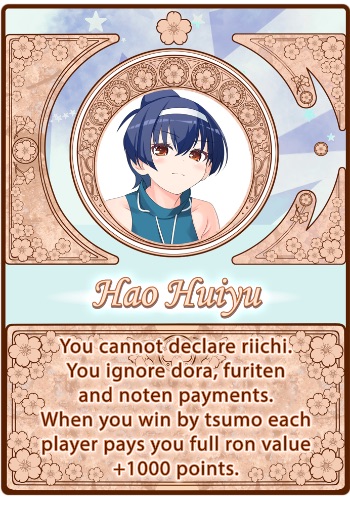 Hao Huiyu
You cannot declare riichi.
You ignore dora, furiten
and noten payments.
When you win by tsumo each
player pays you full ron value
+1000 points.